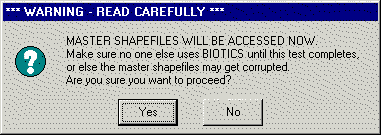 *** WARNING - READ CAREFULLY ***
MASTER SHAPEFILES WILL BE ACCESSED NOW.
Make sure no one else uses BIOTICS until this test completes,
or else the master shapefiles may get corrupted.
Are you sure you want to proceed?
Yes No